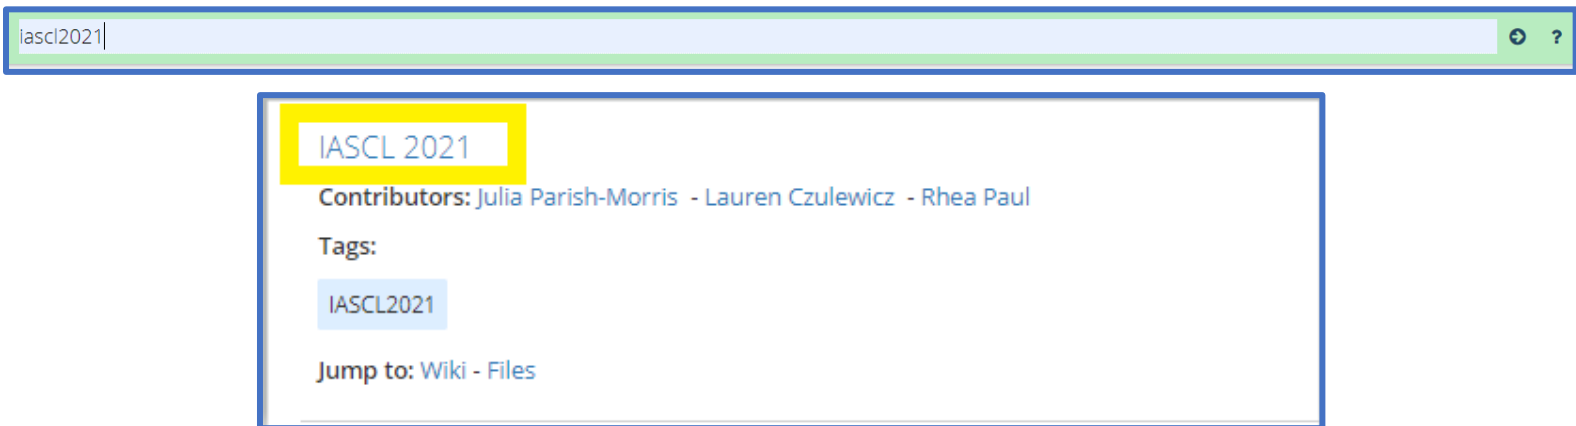 iascl2021
?
IASCL 2021
Contributors: Julia Parish-Morris - Lauren Czulewicz - Rhea Paul
Tags:
IASCL2021
Jump to: Wiki - Files